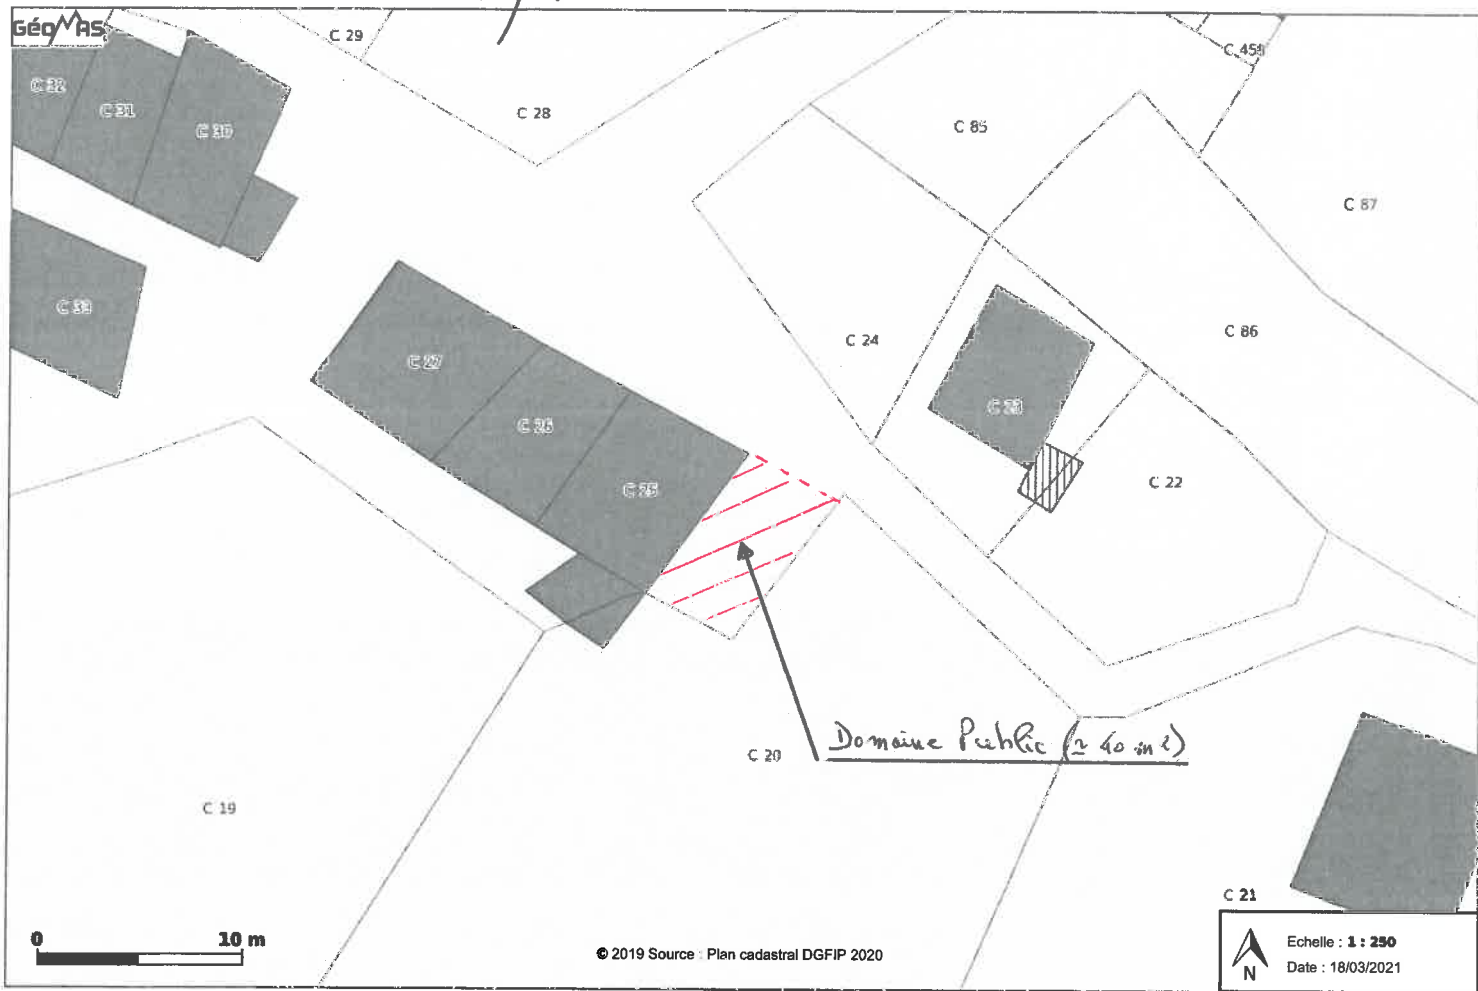 GéoMAS
C 29
C 458
C 32
C 31
C 30
C 28
C 85
C 87
C 33
C 27
C 24
C 86
C 26
C 23
C 25
C 22
Domaine Public (≃ 40 m2)
C 20
C 19
C 21
0 10 m
© 2019 Source : Plan cadastral DGFIP 2020
Echelle : 1 : 250
N
Date : 18/03/2021